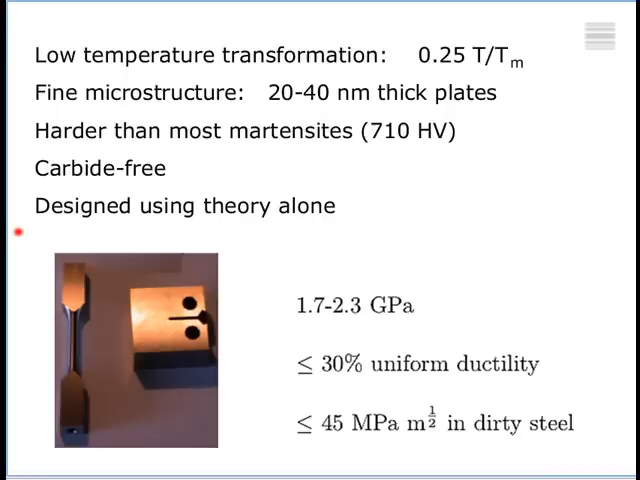 Low temperature transformation: 0.25 T/Tm
Fine microstructure: 20-40 nm thick plates
Harder than most martensites (710 HV)
Carbide-free
Designed using theory alone
1.7-2.3 GPa
≤ 30% uniform ductility
≤ 45 MPa m^1/2 in dirty steel